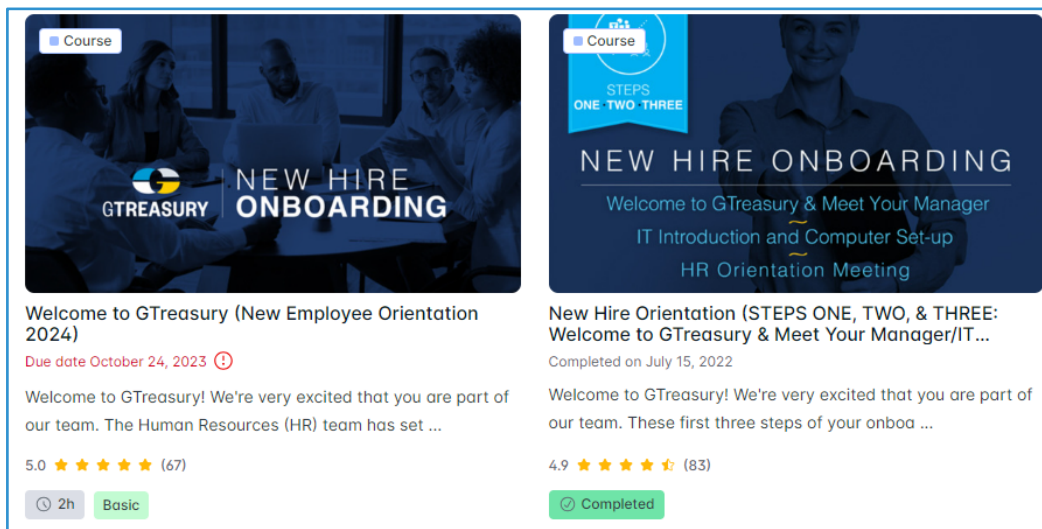 Course
GTREASURY
NEW HIRE
ONBOARDING
Welcome to GTreasury (New Employee Orientation
2024)
Due date October 24, 2023
Welcome to GTreasury! We're very excited that you are part of
our team. The Human Resources (HR) team has set ...
5.0 (67)
2h Basic
Course
STEPS
ONE · TWO · THREE
NEW HIRE ONBOARDING
Welcome to GTreasury & Meet Your Manager
~
IT Introduction and Computer Set-up
~
HR Orientation Meeting
New Hire Orientation (STEPS ONE, TWO, & THREE:
Welcome to GTreasury & Meet Your Manager/IT...
Completed on July 15, 2022
Welcome to GTreasury! We're very excited that you are part of
our team. These first three steps of your onboa ...
4.9 (83)
Completed